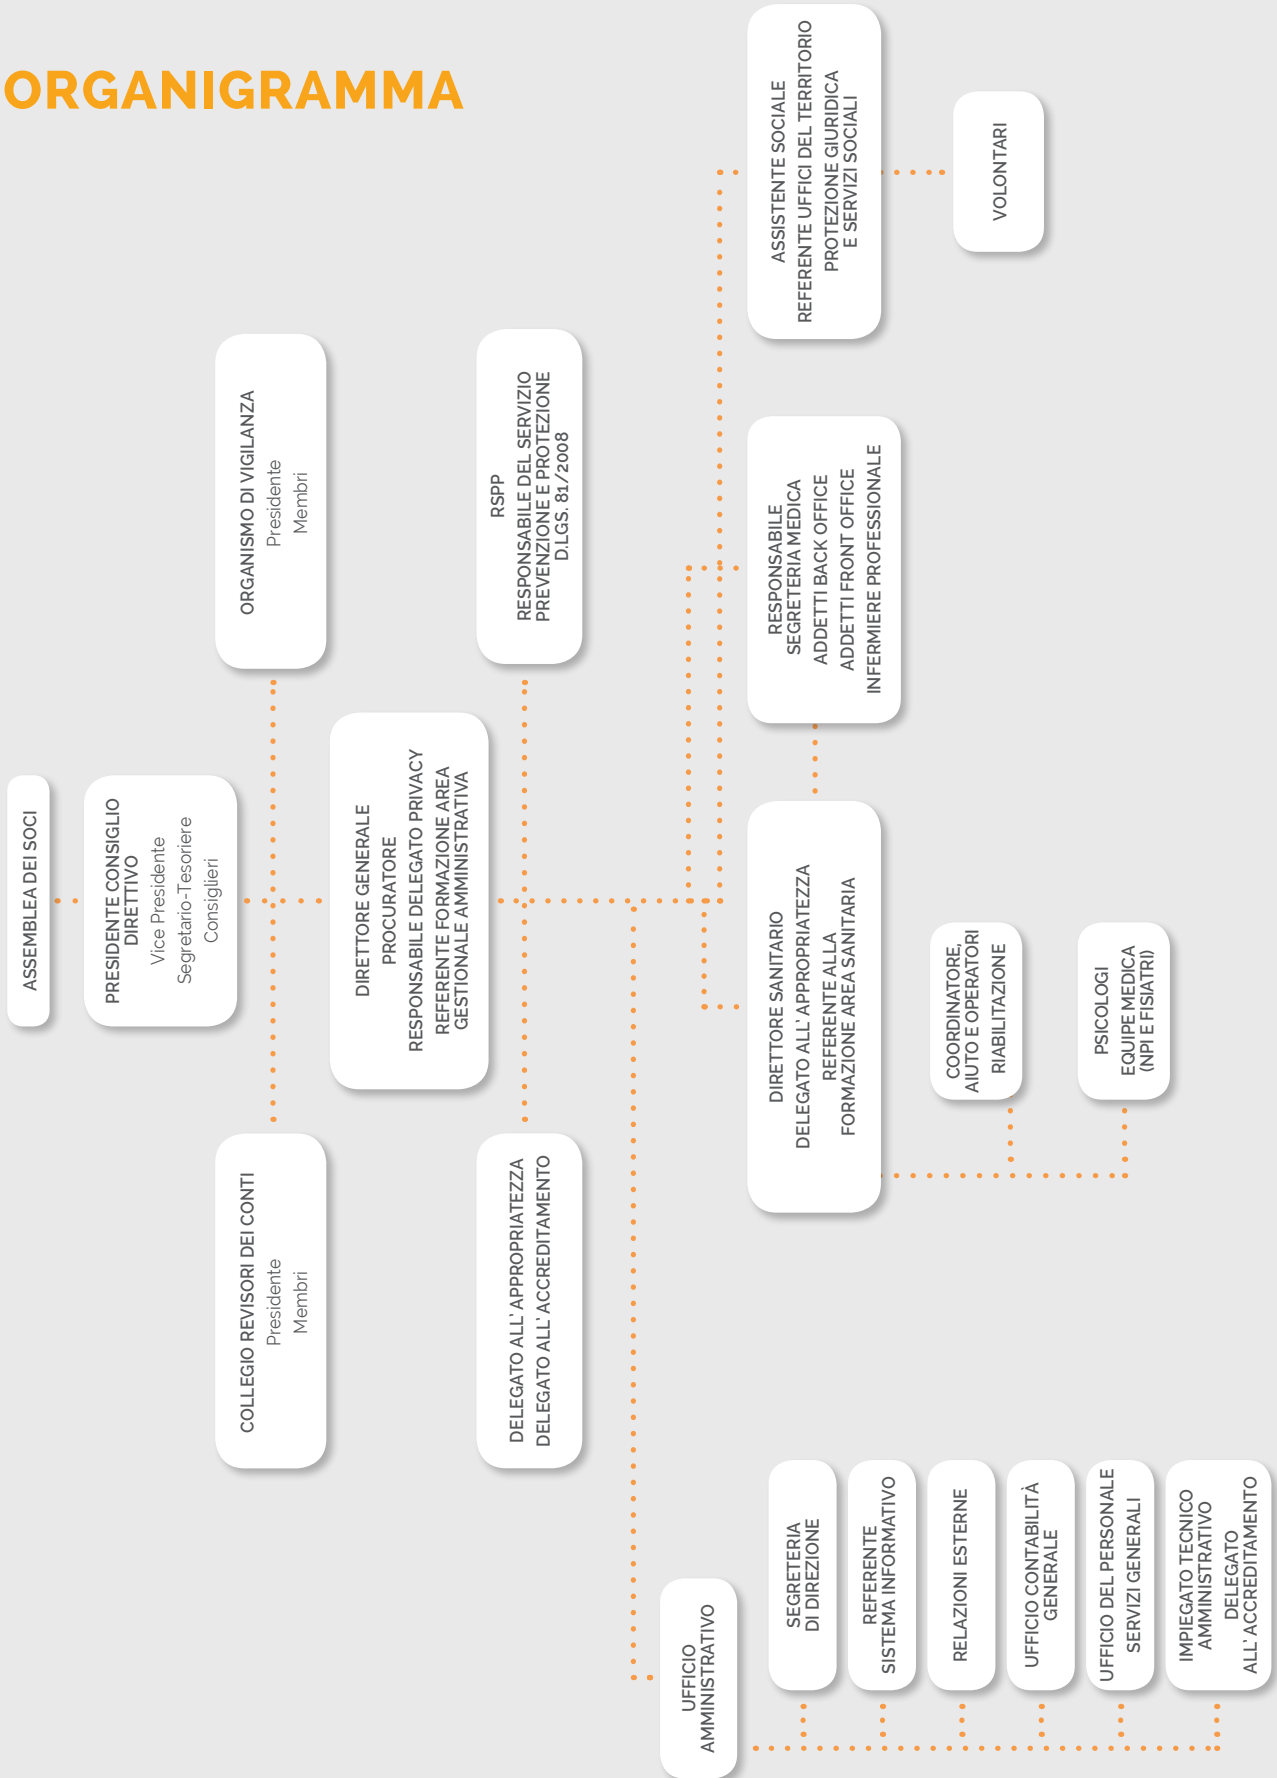 ORGANIGRAMMA
ASSEMBLEA DEI SOCI
PRESIDENTE CONSIGLIO
DIRETTIVO
Vice Presidente
Segretario-Tesoriere
Consiglieri
COLLEGIO REVISORI DEI CONTI
Presidente
Membri
ORGANISMO DI VIGILANZA
Presidente
Membri
DIRETTORE GENERALE
PROCURATORE
RESPONSABILE DELEGATO PRIVACY
REFERENTE FORMAZIONE AREA
GESTIONALE AMMINISTRATIVA
DELEGATO ALL' APPROPRIATEZZA
DELEGATO ALL' ACCREDITAMENTO
RSPP
RESPONSABILE DEL SERVIZIO
PREVENZIONE E PROTEZIONE
D.LGS. 81/2008
UFFICIO
AMMINISTRATIVO
SEGRETERIA
DI DIREZIONE
REFERENTE
SISTEMA INFORMATIVO
RELAZIONI ESTERNE
UFFICIO CONTABILITÀ
GENERALE
UFFICIO DEL PERSONALE
SERVIZI GENERALI
IMPIEGATO TECNICO
AMMINISTRATIVO
DELEGATO
ALL' ACCREDITAMENTO
DIRETTORE SANITARIO
DELEGATO ALL' APPROPRIATEZZA
REFERENTE ALLA
FORMAZIONE AREA SANITARIA
COORDINATORE,
AIUTO E OPERATORI
RIABILITAZIONE
PSICOLOGI
EQUIPE MEDICA
(NPI E FISIATRI)
RESPONSABILE
SEGRETERIA MEDICA
ADDETTI BACK OFFICE
ADDETTI FRONT OFFICE
INFERMIERE PROFESSIONALE
ASSISTENTE SOCIALE
REFERENTE UFFICI DEL TERRITORIO
PROTEZIONE GIURIDICA
E SERVIZI SOCIALI
VOLONTARI